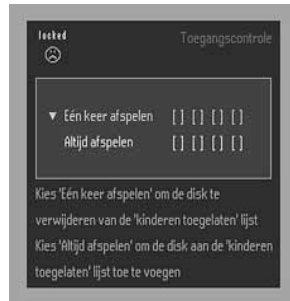 locked Toegangscontrole
▼ Eén keer afspelen [ ] [ ] [ ] [ ]
Altijd afspelen [ ] [ ] [ ] [ ]
Kies 'Eén keer afspelen' om de disk te
verwijderen van de 'kinderen toegelaten' lijst
Kies 'Altijd afspelen' om de disk aan de 'kinderen
toegelaten' lijst toe te voegen